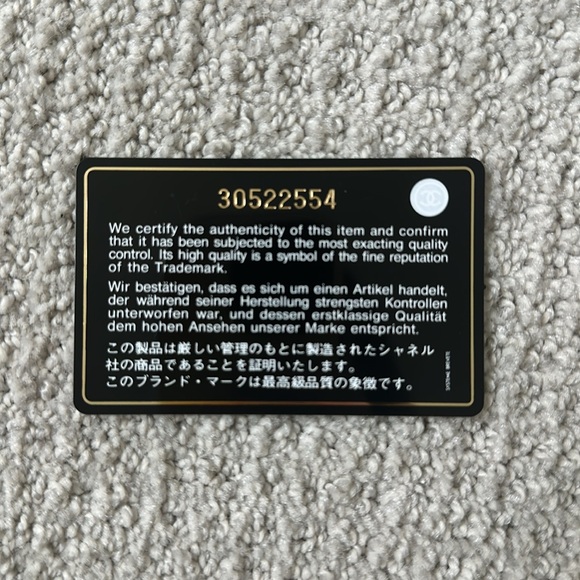 30522554
We certify the authenticity of this item and confirm
that it has been subjected to the most exacting quality
control. Its high quality is a symbol of the fine reputation
of the Trademark.
Wir bestätigen, dass es sich um einen Artikel handelt,
der während seiner Herstellung strengsten Kontrollen
unterworfen war, und dessen erstklassige Qualität
dem hohen Ansehen unserer Marke entspricht.
この製品は厳しい管理のもとに製造されたシャネル
社の商品であることを証明いたします。
このブランド・マークは最高級品質の象徴です。